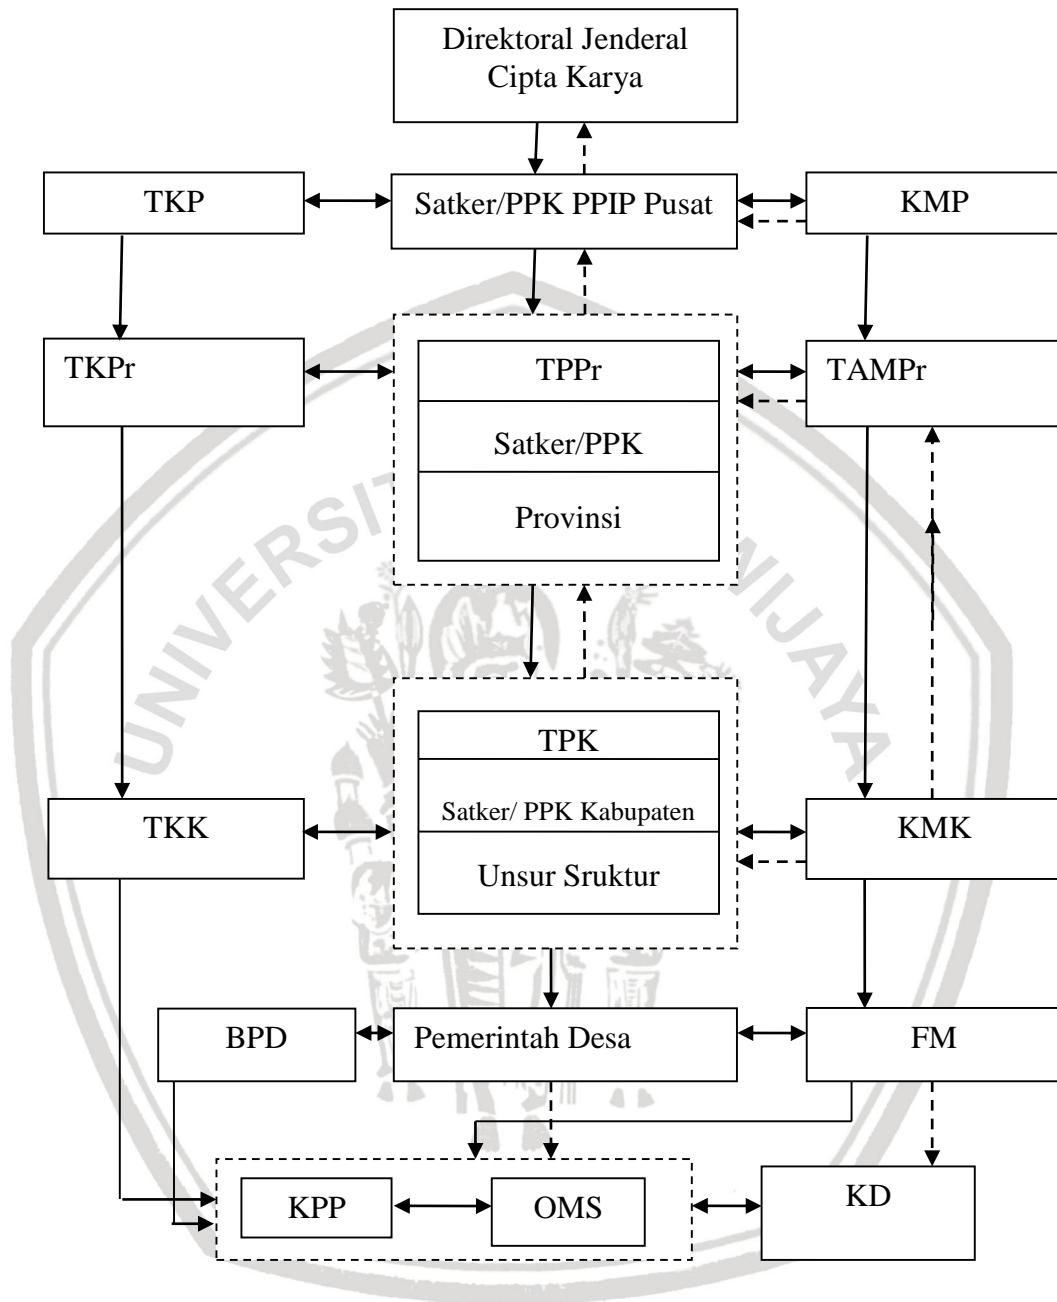 Direktoral Jenderal
Cipta Karya
TKP
Satker/PPK PPIP Pusat
KMP
TKPr
TPPr
TAMPr
Satker/PPK
Provinsi
TPK
TKK
Satker/ PPK Kabupaten
KMK
Unsur Sruktur
BPD
Pemerintah Desa
FM
KPP
OMS
KD